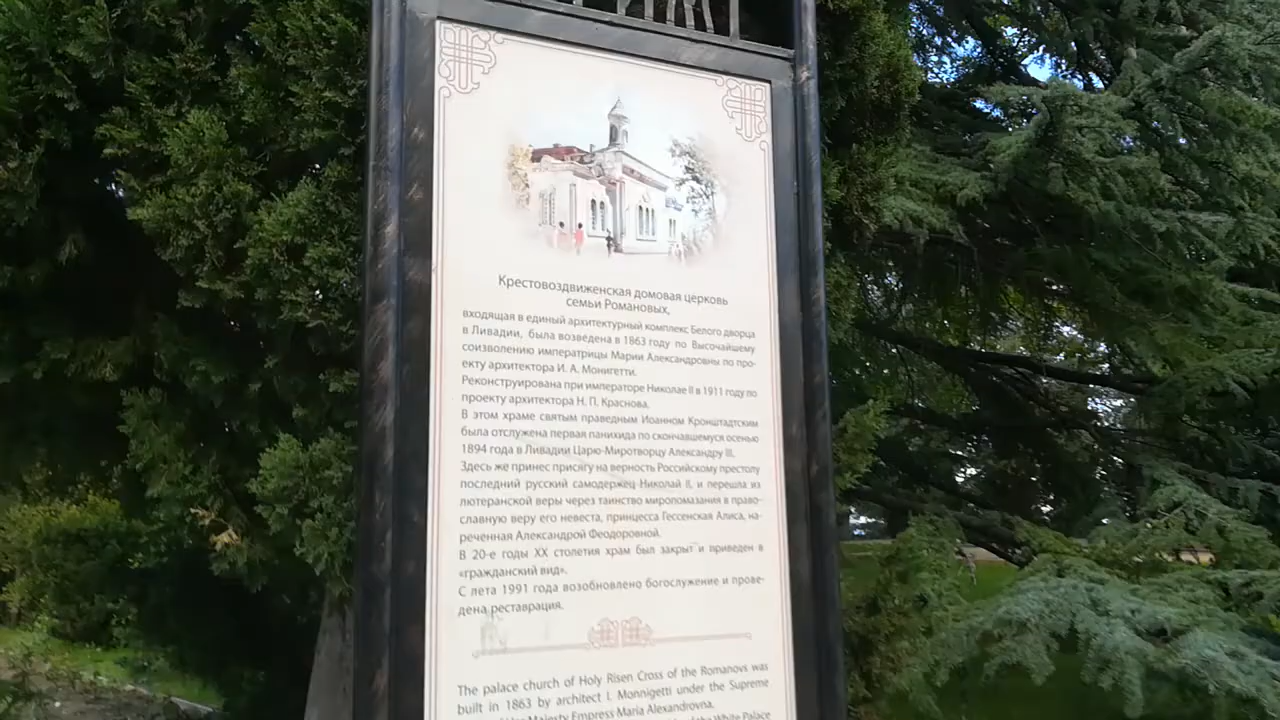 Крестовоздвиженская домовая церковь
семьи Романовых,
входящая в единый архитектурный комплекс Белого дворца
в Ливадии, была возведена в 1863 году по Высочайшему
соизволению императрицы Марии Александровны по про-
екту архитектора И. А. Монигетти.
Реконструирована при императоре Николае II в 1911 году по
проекту архитектора Н. П. Краснова.
В этом храме святым праведным Иоанном Кронштадтским
была отслужена первая панихида по скончавшемуся осенью
1894 года в Ливадии Царю-Миротворцу Александру III.
Здесь же принес присягу на верность Российскому престолу
последний русский самодержец Николай II, и перешла из
лютеранской веры через таинство миропомазания в право-
славную веру его невеста, принцесса Гессенская Алиса, на-
реченная Александрой Феодоровной.
В 20-е годы XX столетия храм был закрыт и приведен в
«гражданский вид».
С лета 1991 года возобновлено богослужение и прове-
дена реставрация.
The palace church of Holy Risen Cross of the Romanovs was
built in 1863 by architect I. Monnigetti under the Supreme
Majesty Empress Maria Alexandrovna.
White Palace